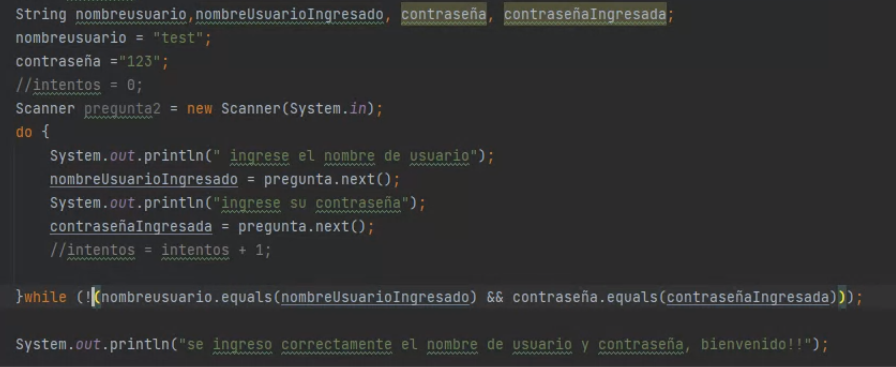 String nombreusuario,nombreUsuarioIngresado, contraseña, contraseñaIngresada;
nombreusuario = "test";
contraseña ="123";
//intentos = 0;
Scanner pregunta2 = new Scanner(System.in);
do {
System.out.println(" ingrese el nombre de usuario");
nombreUsuarioIngresado = pregunta.next();
System.out.println("ingrese su contraseña");
contraseñaIngresada = pregunta.next();
//intentos = intentos + 1;
}while (!(nombreusuario.equals(nombreUsuarioIngresado) && contraseña.equals(contraseñaIngresada)));
System.out.println("se ingreso correctamente el nombre de usuario y contraseña, bienvenido!!");